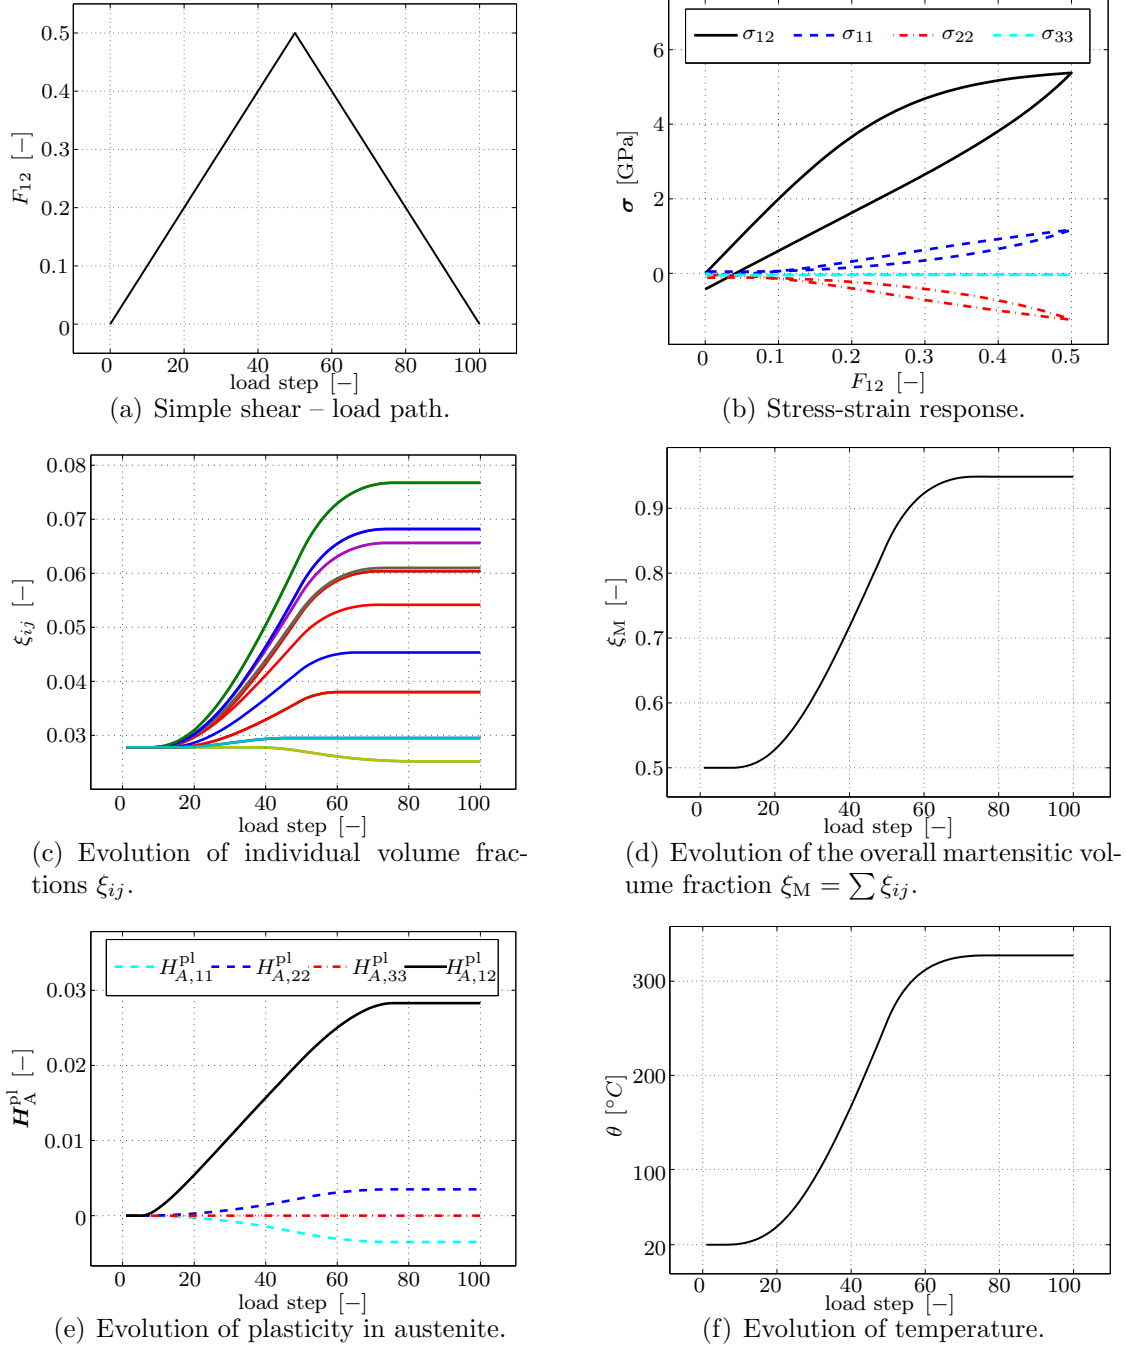 0.5
0.4
0.3
0.2
0.1
0
F12 [−]
0 20 40 60 80 100
load step [−]
(a) Simple shear – load path.
σ12 σ11 σ22 σ33
6
4
2
0
σ [GPa]
0 0.1 0.2 0.3 0.4 0.5
F12 [−]
(b) Stress-strain response.
0.08
0.07
0.06
0.05
0.04
0.03
ξij [−]
0 20 40 60 80 100
load step [−]
(c) Evolution of individual volume frac-
tions ξij.
0.9
0.8
0.7
0.6
0.5
ξM [−]
0 20 40 60 80 100
load step [−]
(d) Evolution of the overall martensitic vol-
ume fraction ξM = ∑ ξij.
H^pl_A,11 H^pl_A,22 H^pl_A,33 H^pl_A,12
0.03
0.02
0.01
0
H^pl_A [−]
0 20 40 60 80 100
load step [−]
(e) Evolution of plasticity in austenite.
300
200
100
20
θ [°C]
0 20 40 60 80 100
load step [−]
(f) Evolution of temperature.